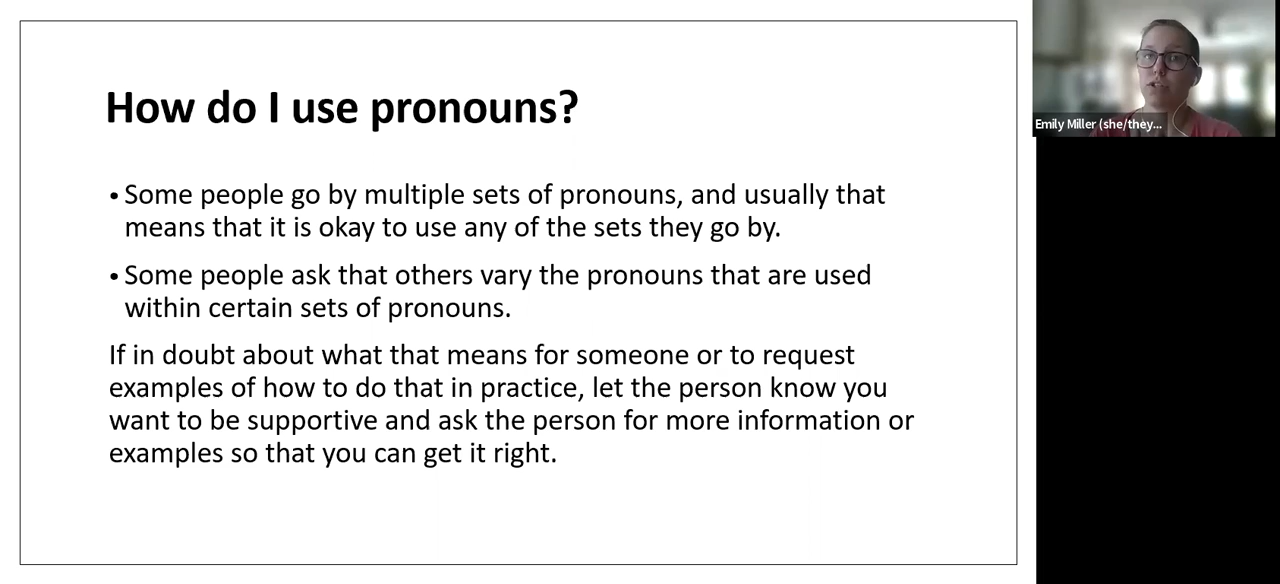 How do I use pronouns?
• Some people go by multiple sets of pronouns, and usually that
means that it is okay to use any of the sets they go by.
• Some people ask that others vary the pronouns that are used
within certain sets of pronouns.
If in doubt about what that means for someone or to request
examples of how to do that in practice, let the person know you
want to be supportive and ask the person for more information or
examples so that you can get it right.
Emily Miller (she/they...